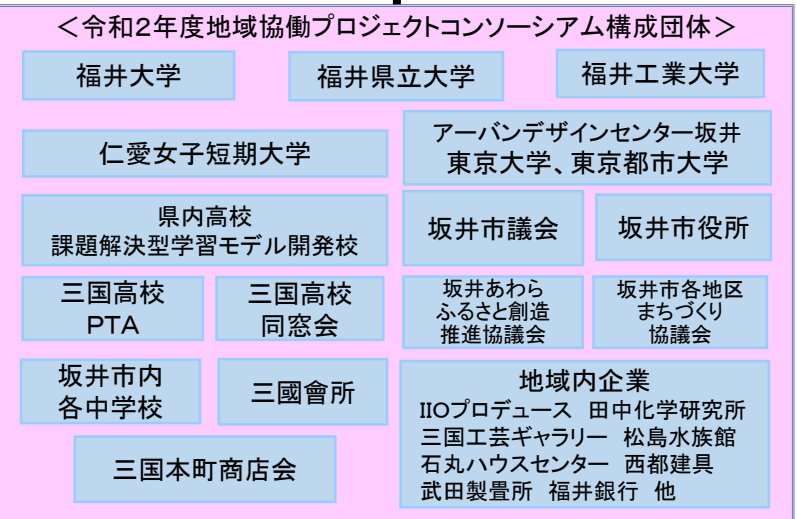 ＜令和2年度地域協働プロジェクトコンソーシアム構成団体＞
福井大学
福井県立大学
福井工業大学
仁愛女子短期大学
アーバンデザインセンター坂井
東京大学、東京都市大学
県内高校
課題解決型学習モデル開発校
坂井市議会
坂井市役所
三国高校
PTA
三国高校
同窓会
坂井あわら
ふるさと創造
推進協議会
坂井市各地区
まちづくり
協議会
坂井市内
各中学校
三國會所
地域内企業
IIOプロデュース 田中化学研究所
三国工芸ギャラリー 松島水族館
石丸ハウスセンター 西都建具
武田製畳所 福井銀行 他
三国本町商店会